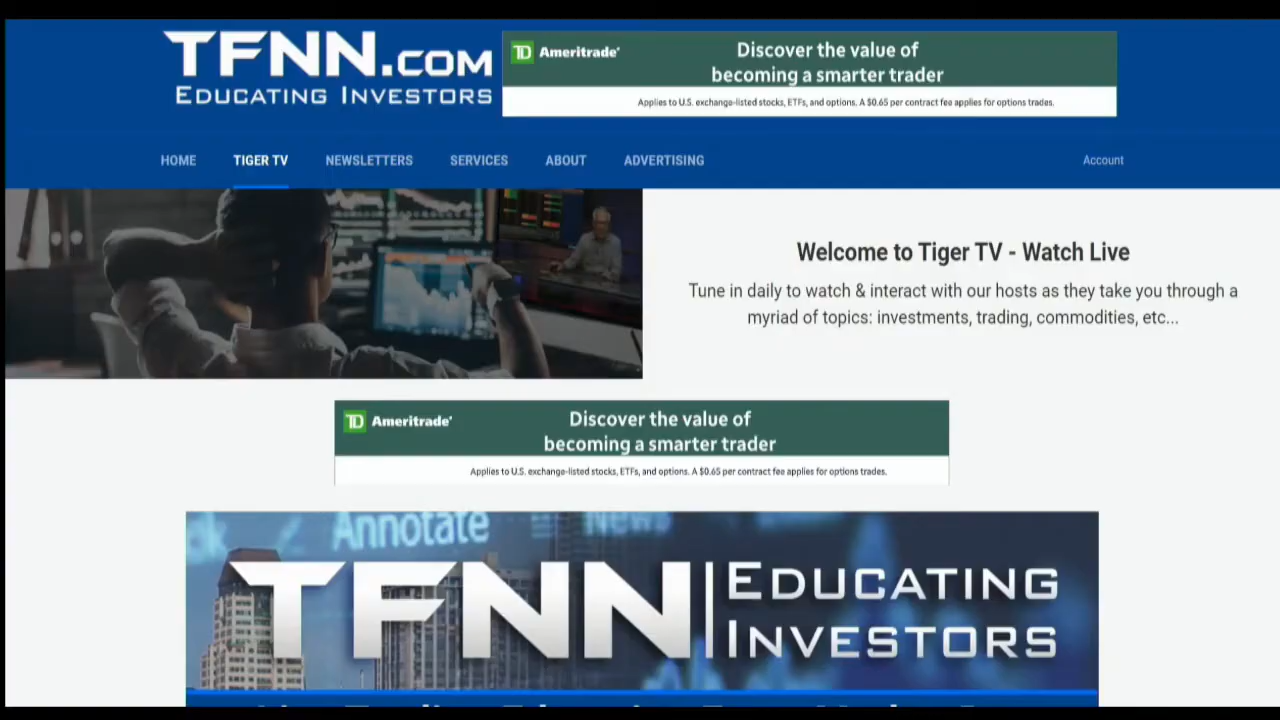 TFNN.COM
EDUCATING INVESTORS
TD Ameritrade
Discover the value of
becoming a smarter trader
Applies to U.S. exchange-listed stocks, ETFs, and options. A $0.65 per contract fee applies for options trades.
HOME TIGER TV NEWSLETTERS SERVICES ABOUT ADVERTISING Account
Welcome to Tiger TV - Watch Live
Tune in daily to watch & interact with our hosts as they take you through a
myriad of topics: investments, trading, commodities, etc...
TD Ameritrade
Discover the value of
becoming a smarter trader
Applies to U.S. exchange-listed stocks, ETFs, and options. A $0.65 per contract fee applies for options trades.
Annotate News
TFNN
EDUCATING
INVESTORS